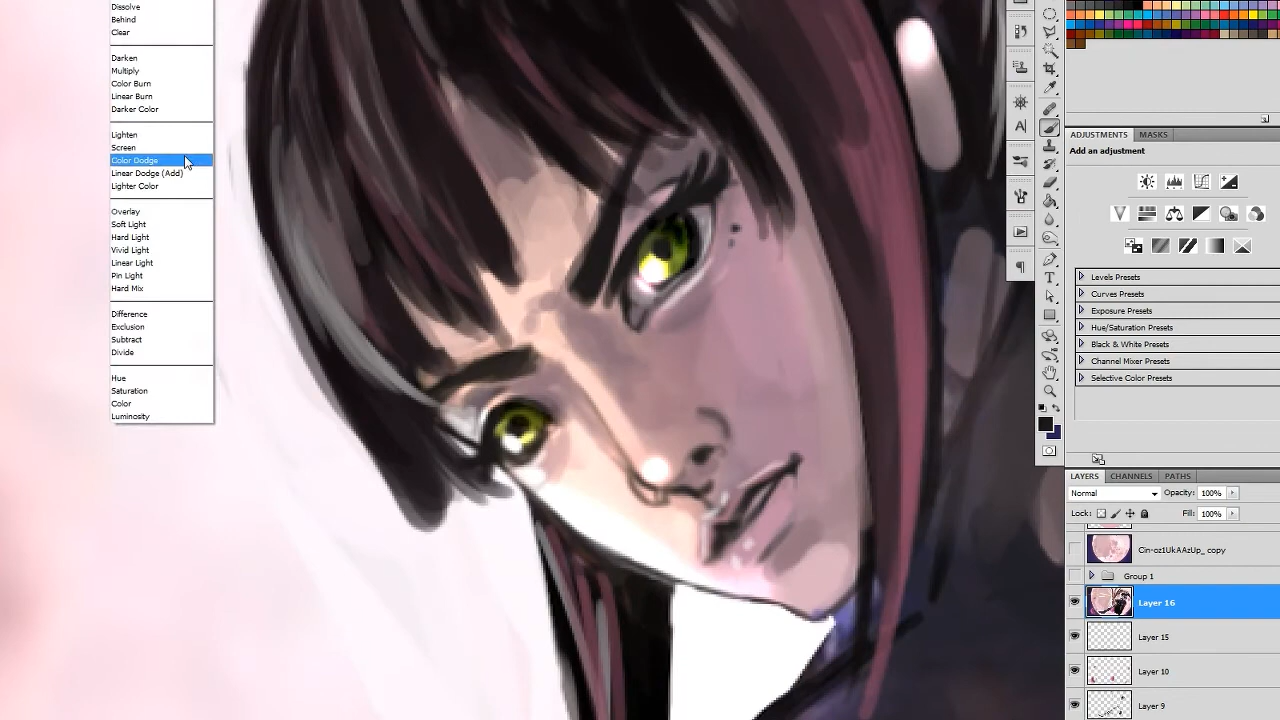 Dissolve
Behind
Clear
Darken
Multiply
Color Burn
Linear Burn
Darker Color
Lighten
Screen
Color Dodge
Linear Dodge (Add)
Lighter Color
Overlay
Soft Light
Hard Light
Vivid Light
Linear Light
Pin Light
Hard Mix
Difference
Exclusion
Subtract
Divide
Hue
Saturation
Color
Luminosity
ADJUSTMENTS MASKS
Add an adjustment
Levels Presets
Curves Presets
Exposure Presets
Hue/Saturation Presets
Black & White Presets
Channel Mixer Presets
Selective Color Presets
LAYERS CHANNELS PATHS
Normal Opacity: 100%
Lock: Fill: 100%
Cin-oz1UkAAzUp_ copy
Group 1
Layer 16
Layer 15
Layer 10
Layer 9